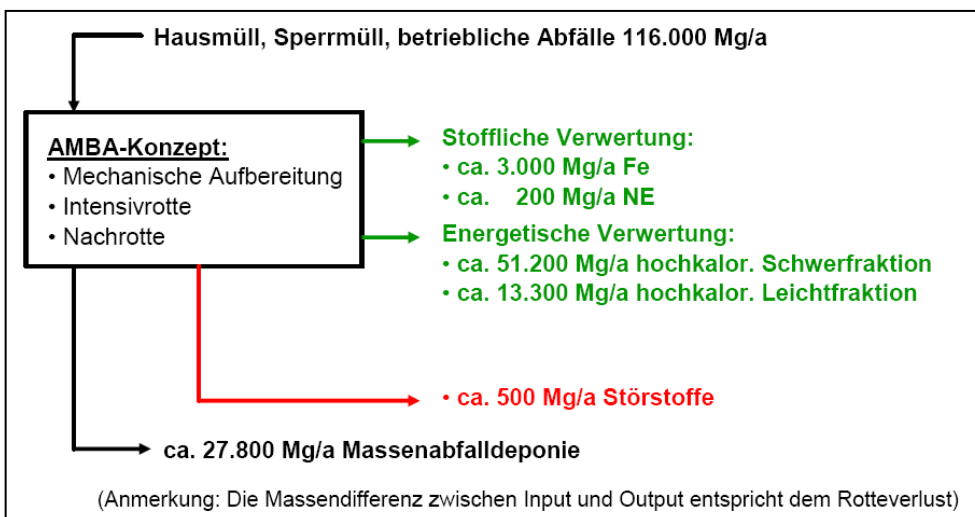 Hausmüll, Sperrmüll, betriebliche Abfälle 116.000 Mg/a
AMBA-Konzept:
• Mechanische Aufbereitung
• Intensivrotte
• Nachrotte
Stoffliche Verwertung:
• ca. 3.000 Mg/a Fe
• ca. 200 Mg/a NE
Energetische Verwertung:
• ca. 51.200 Mg/a hochkalor. Schwerfraktion
• ca. 13.300 Mg/a hochkalor. Leichtfraktion
• ca. 500 Mg/a Störstoffe
ca. 27.800 Mg/a Massenabfalldeponie
(Anmerkung: Die Massendifferenz zwischen Input und Output entspricht dem Rotteverlust)